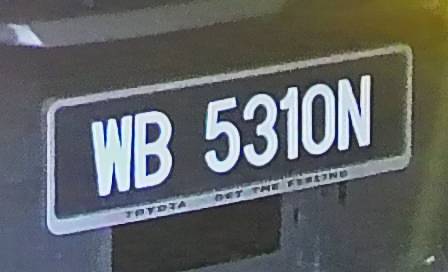 WB 5310N
TOYOTA GET THE FEELING